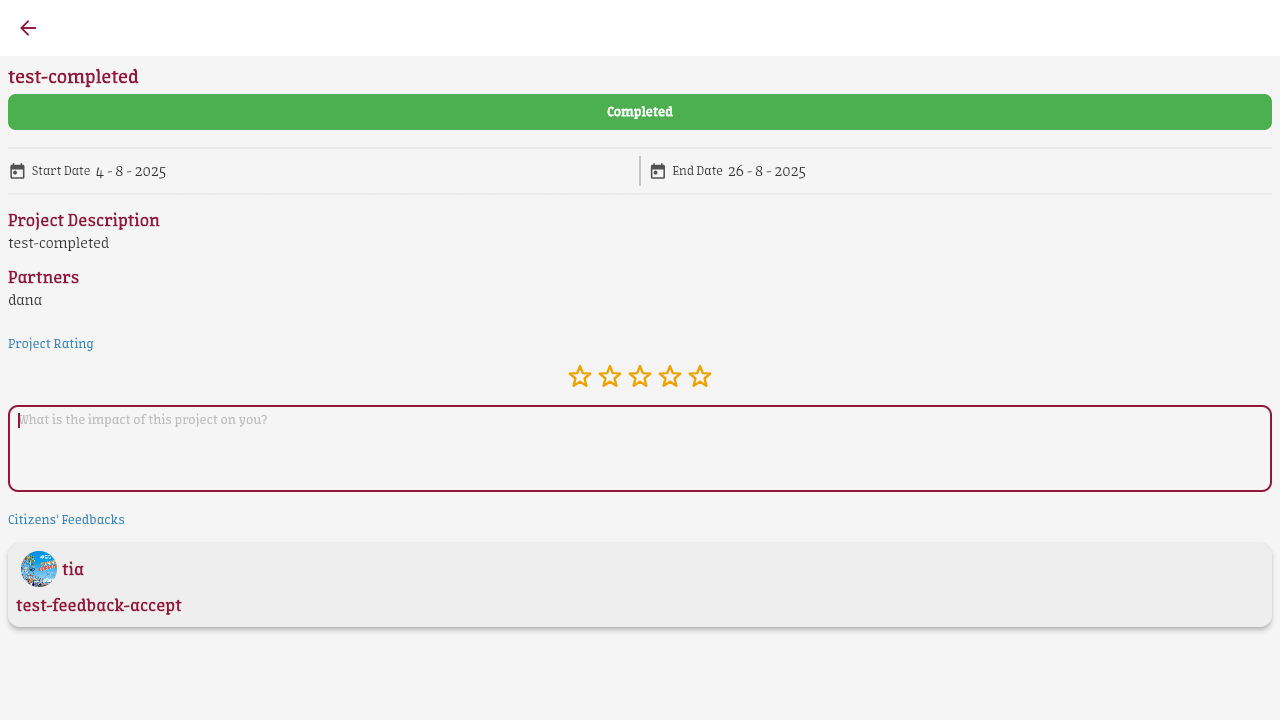 test-completed
Completed
Start Date 4 - 8 - 2025
End Date 26 - 8 - 2025
Project Description
test-completed
Partners
dana
Project Rating
What is the impact of this project on you?
Citizens' Feedbacks
tia
test-feedback-accept